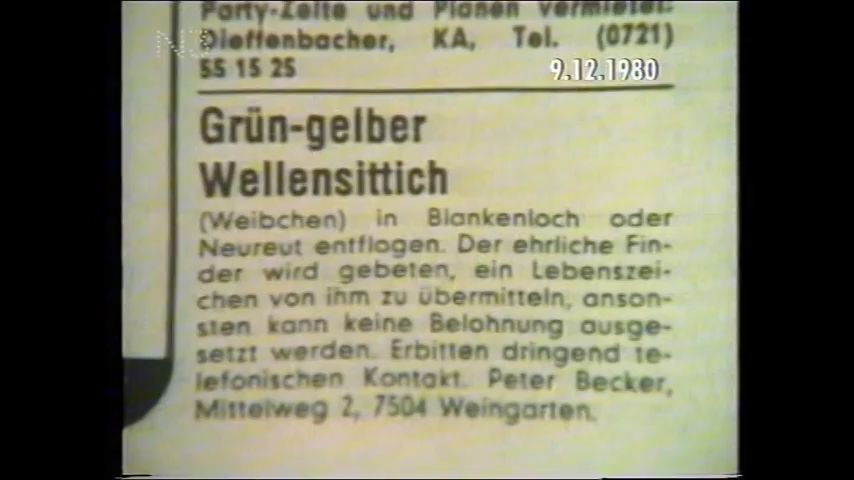 Party-Zelte und Planen vermietet:
Dieffenbacher, KA, Tel. (0721)
55 15 25
9.12.1980
Grün-gelber
Wellensittich
(Weibchen) in Blankenloch oder
Neureut entflogen. Der ehrliche Fin-
der wird gebeten, ein Lebenszei-
chen von ihm zu übermitteln, anson-
sten kann keine Belohnung ausge-
setzt werden. Erbitten dringend te-
lefonischen Kontakt. Peter Becker,
Mittelweg 2, 7504 Weingarten.